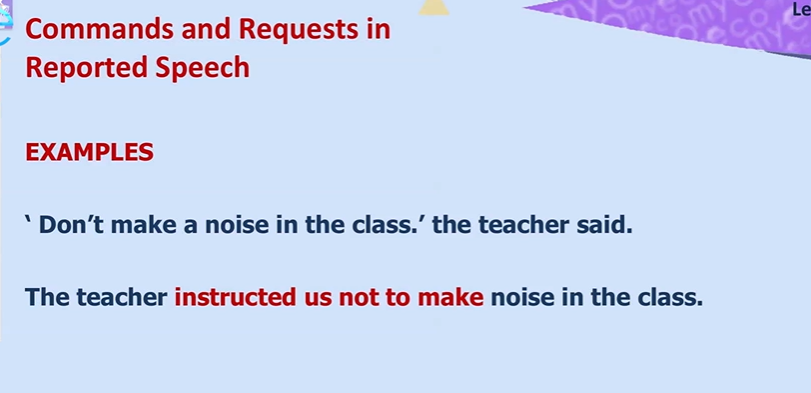 Le
Commands and Requests in
Reported Speech
EXAMPLES
‘ Don’t make a noise in the class.’ the teacher said.
The teacher instructed us not to make noise in the class.